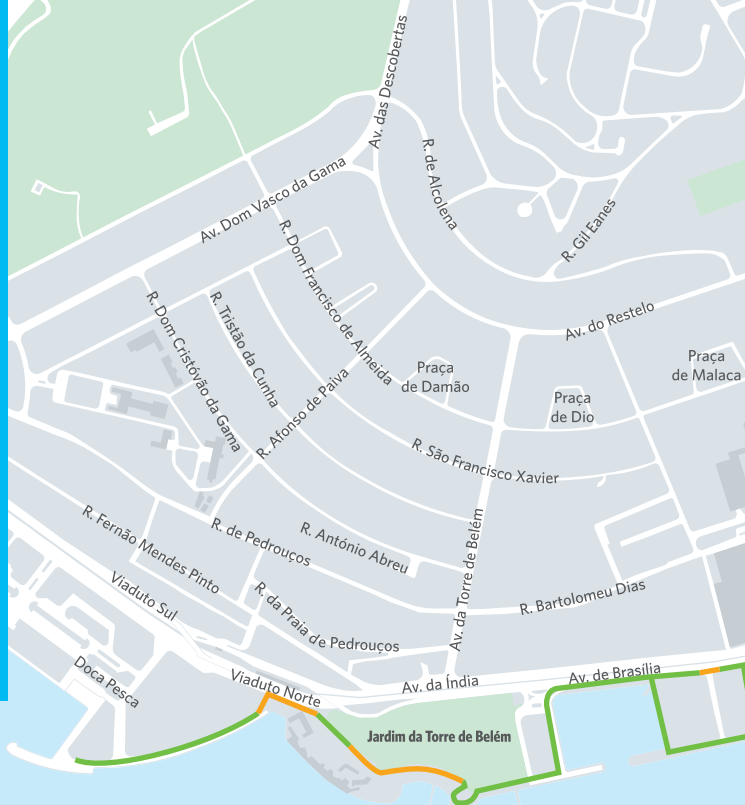 Av. das Descobertas
R. de Alcolena
Av. Dom Vasco da Gama
R. Gil Eanes
R. Dom Francisco de Almeida
R. Dom Cristóvão da Gama
R. Tristão da Cunha
Av. do Restelo
Praça
de Damão
Praça
de Malaca
Praça
de Dio
R. Afonso de Paiva
R. São Francisco Xavier
R. Fernão Mendes Pinto
R. de Pedrouços
R. António Abreu
Av. da Torre de Belém
R. Bartolomeu Dias
Viaduto Sul
R. da Praia de Pedrouços
Doca Pesca
Viaduto Norte
Av. da Índia
Av. de Brasília
Jardim da Torre de Belém